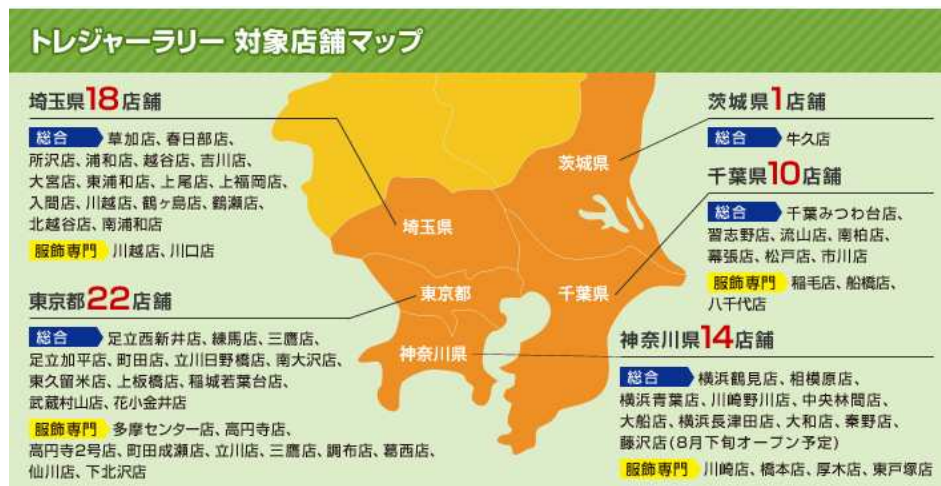 トレジャーラリー 対象店舗マップ
埼玉県18店舗
総合 草加店、春日部店、
所沢店、浦和店、越谷店、吉川店、
大宮店、東浦和店、上尾店、上福岡店、
入間店、川越店、鶴ヶ島店、鶴瀬店、
北越谷店、南浦和店
服飾専門 川越店、川口店
東京都22店舗
総合 足立西新井店、練馬店、三鷹店、
足立加平店、町田店、立川日野橋店、南大沢店、
東久留米店、上板橋店、稲城若葉台店、
武蔵村山店、花小金井店
服飾専門 多摩センター店、高円寺店、
高円寺2号店、町田成瀬店、立川店、三鷹店、調布店、葛西店、
仙川店、下北沢店
茨城県
埼玉県
東京都
千葉県
神奈川県
茨城県1店舗
総合 牛久店
千葉県10店舗
総合 千葉みつわ台店、
習志野店、流山店、南柏店、
幕張店、松戸店、市川店
服飾専門 稲毛店、船橋店、
八千代店
神奈川県14店舗
総合 横浜鶴見店、相模原店、
横浜青葉店、川崎野川店、中央林間店、
大船店、横浜長津田店、大和店、秦野店、
藤沢店(8月下旬オープン予定)
服飾専門 川崎店、橋本店、厚木店、東戸塚店